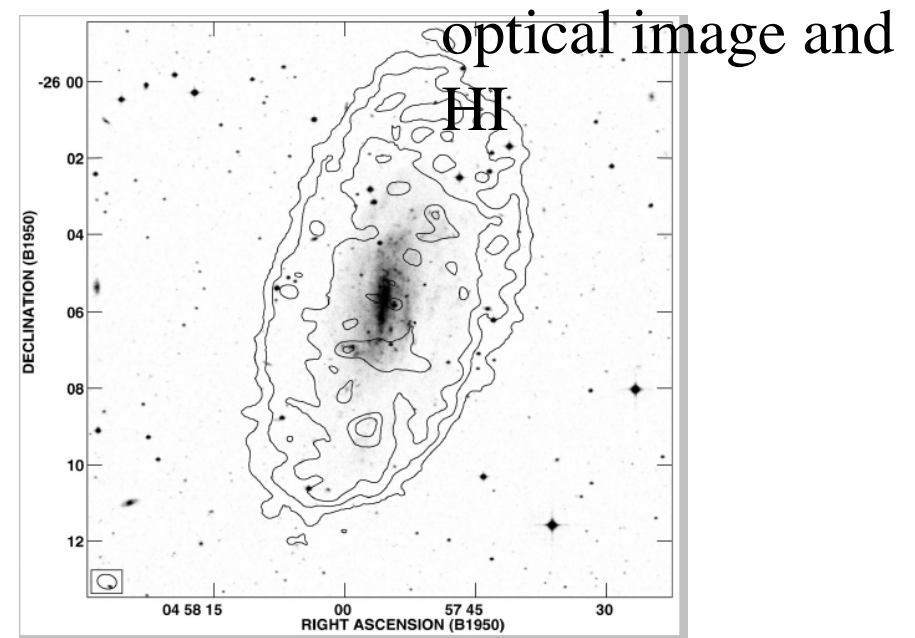 optical image and
HI
-26 00
02
04
06
08
10
12
DECLINATION (B1950)
04 58 15
00
57 45
30
RIGHT ASCENSION (B1950)